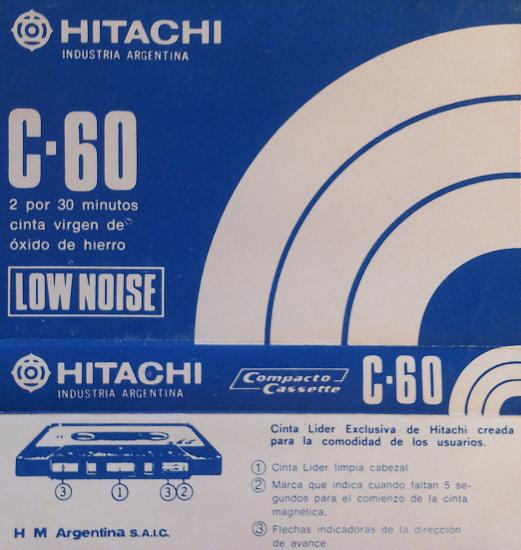 HITACHI
INDUSTRIA ARGENTINA
C·60
2 por 30 minutos
cinta virgen de
óxido de hierro
LOW NOISE
HITACHI
INDUSTRIA ARGENTINA
Compacto
Cassette
C·60
Cinta Lider Exclusiva de Hitachi creada
para la comodidad de los usuarios.
1 Cinta Lider limpia cabezal
2 Marca que indica cuando faltan 5 se-
gundos para el comienzo de la cinta
magnética.
3 Flechas indicadoras de la dirección
de avance
3 1 3 2
H M Argentina S.A.I.C.